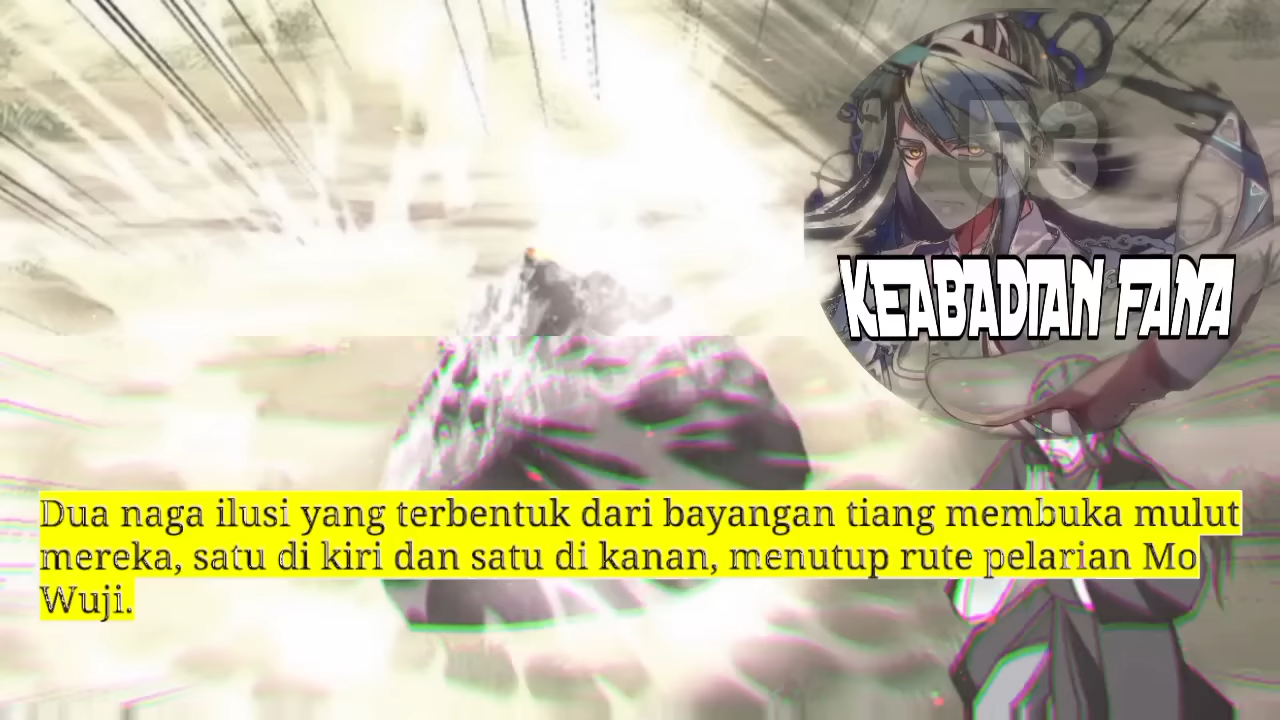 53
KEABADIAN FANA
Dua naga ilusi yang terbentuk dari bayangan tiang membuka mulut
mereka, satu di kiri dan satu di kanan, menutup rute pelarian Mo
Wuji.